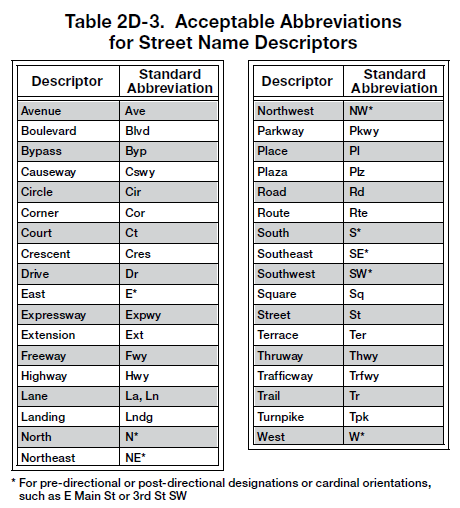 Table 2D-3. Acceptable Abbreviations
for Street Name Descriptors
Descriptor Standard Abbreviation
Avenue Ave
Boulevard Blvd
Bypass Byp
Causeway Cswy
Circle Cir
Corner Cor
Court Ct
Crescent Cres
Drive Dr
East E*
Expressway Expwy
Extension Ext
Freeway Fwy
Highway Hwy
Lane La, Ln
Landing Lndg
North N*
Northeast NE*
Descriptor Standard Abbreviation
Northwest NW*
Parkway Pkwy
Place Pl
Plaza Plz
Road Rd
Route Rte
South S*
Southeast SE*
Southwest SW*
Square Sq
Street St
Terrace Ter
Thruway Thwy
Trafficway Trfwy
Trail Tr
Turnpike Tpk
West W*
* For pre-directional or post-directional designations or cardinal orientations,
such as E Main St or 3rd St SW